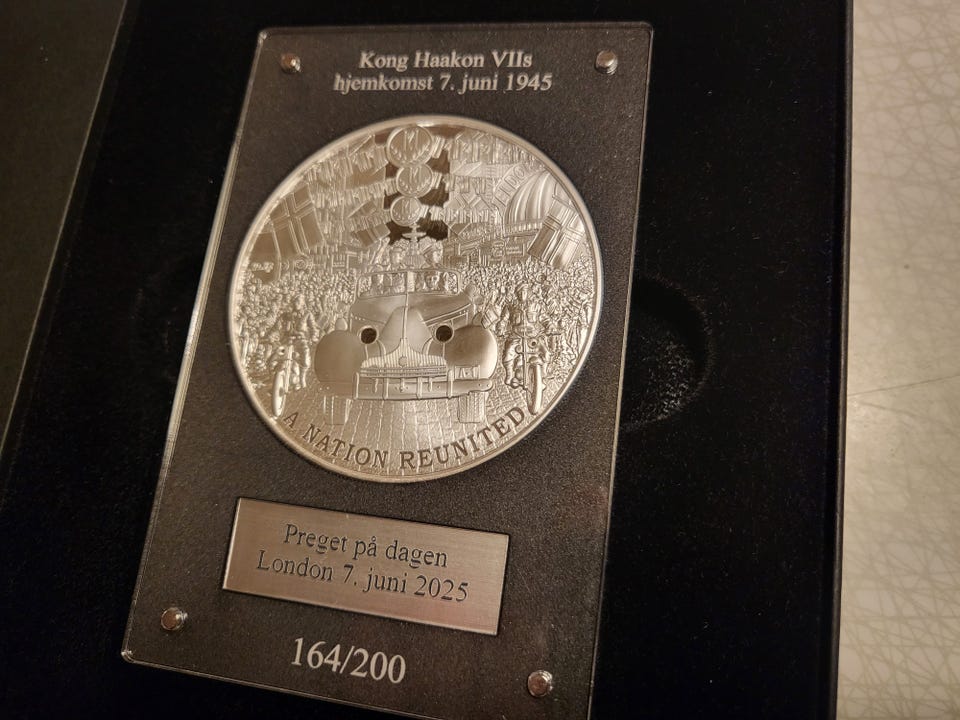 Kong Haakon VIIs
hjemkomst 7. juni 1945
A NATION REUNITED
Preget på dagen
London 7. juni 2025
164/200